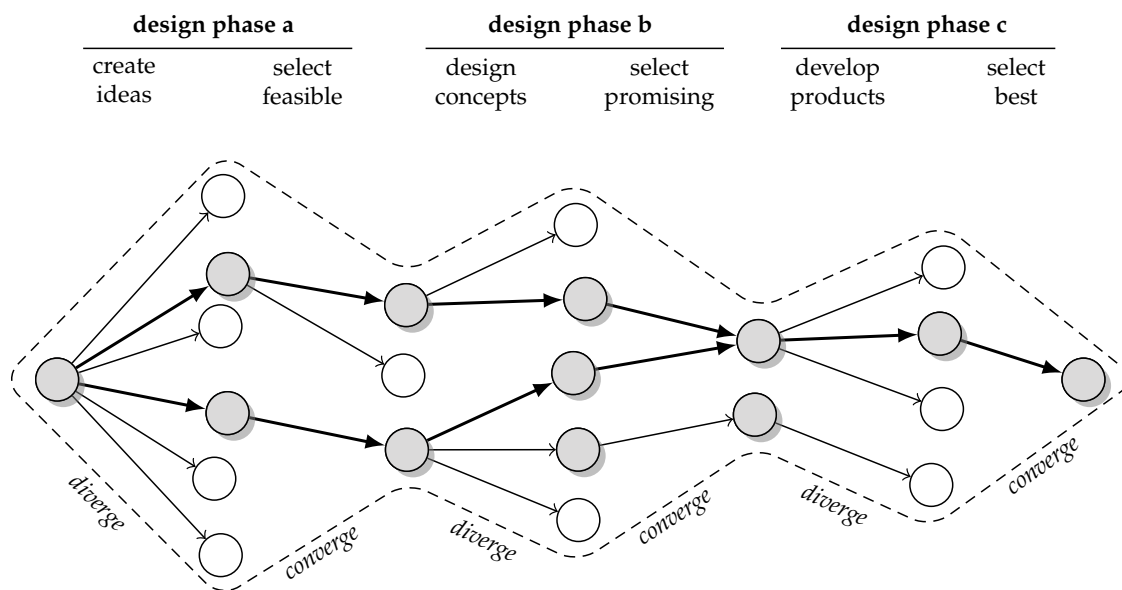 design phase a
design phase b
design phase c
create ideas
select feasible
design concepts
select promising
develop products
select best
diverge
converge
diverge
converge
diverge
converge